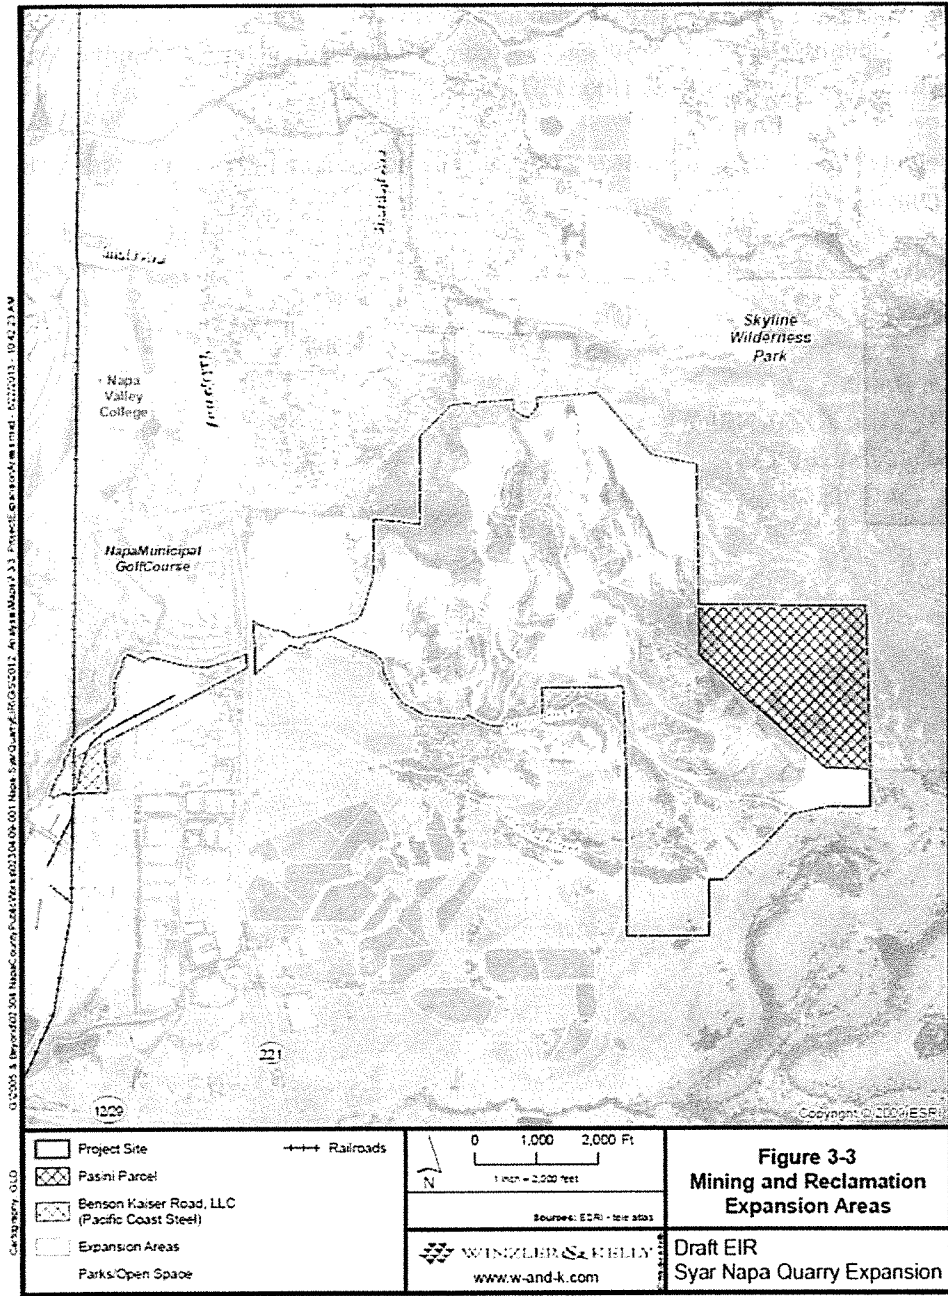 Skyline
Wilderness
Park
Napa
Valley
College
NapaMunicipal
GolfCourse
221
12/29
Copyright © 2009 ESRI
Project Site
Railroads
Pasini Parcel
Benson Kaiser Road, LLC
(Pacific Coast Steel)
Expansion Areas
Parks/Open Space
N
0 1,000 2,000 Ft
1 inch = 2,000 feet
Sources: ESRI - tele atlas
WINZLER & KELLY
www.w-and-k.com
Figure 3-3
Mining and Reclamation
Expansion Areas
Draft EIR
Syar Napa Quarry Expansion